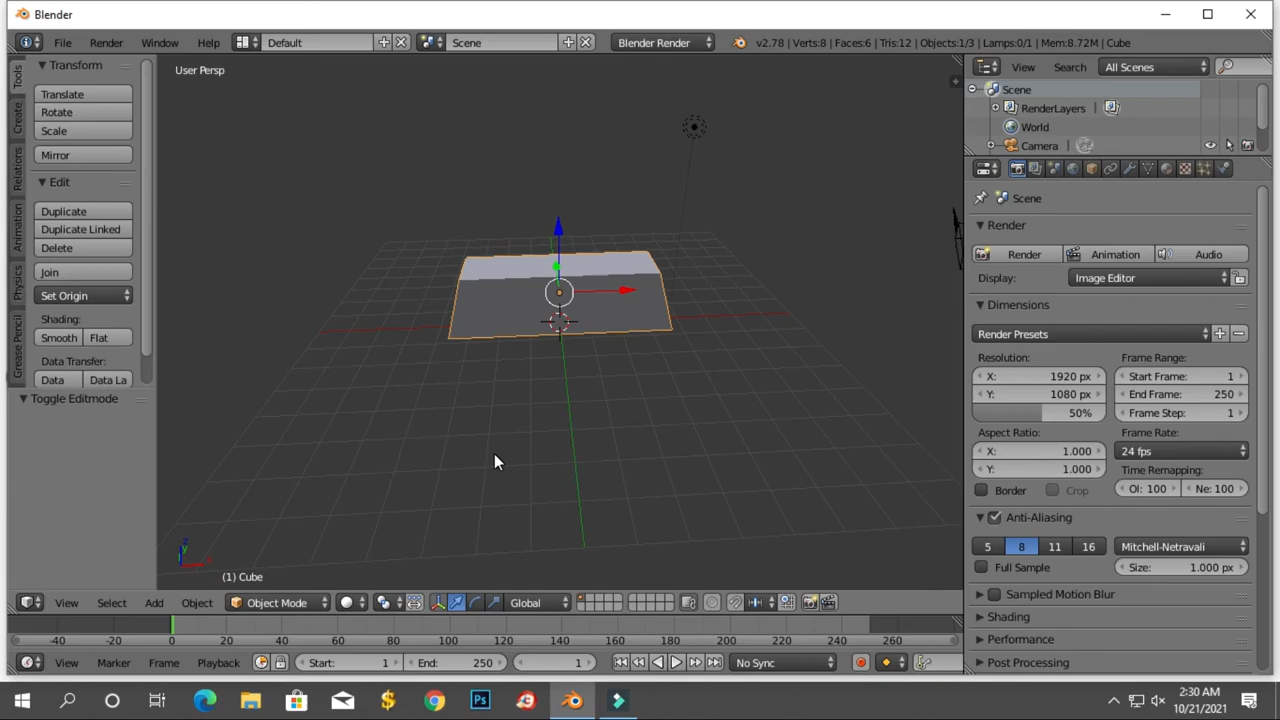 Blender
File Render Window Help Default Scene Blender Render v2.78 | Verts:8 | Faces:6 | Tris:12 | Objects:1/3 | Lamps:0/1 | Mem:8.72M | Cube
Tools
Create
Relations
Animation
Physics
Grease Pencil
Transform
Translate
Rotate
Scale
Mirror
Edit
Duplicate
Duplicate Linked
Delete
Join
Set Origin
Shading:
Smooth Flat
Data Transfer:
Data Data La
Toggle Editmode
User Persp
(1) Cube
View Select Add Object Object Mode Global
-40 -20 0 20 40 60 80 100 120 140 160 180 200 220 240 260
View Marker Frame Playback Start: 1 End: 250 1 No Sync
View Search All Scenes
Scene
RenderLayers
World
Camera
Scene
Render
Render Animation Audio
Display: Image Editor
Dimensions
Render Presets
Resolution: Frame Range:
X: 1920 px Start Frame: 1
Y: 1080 px End Frame: 250
50% Frame Step: 1
Aspect Ratio: Frame Rate:
X: 1.000 24 fps
Y: 1.000 Time Remapping:
Border Crop Ol: 100 Ne: 100
Anti-Aliasing
5 8 11 16 Mitchell-Netravali
Full Sample Size: 1.000 px
Sampled Motion Blur
Shading
Performance
Post Processing
Ps
2:30 AM
10/21/2021